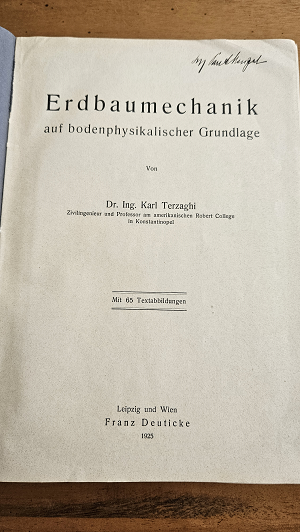 Erdbaumechanik
auf bodenphysikalischer Grundlage
Von
Dr. Ing. Karl Terzaghi
Zivilingenieur und Professor am amerikanischen Robert College
in Konstantinopel
Mit 65 Textabbildungen
Leipzig und Wien
Franz Deuticke
1925